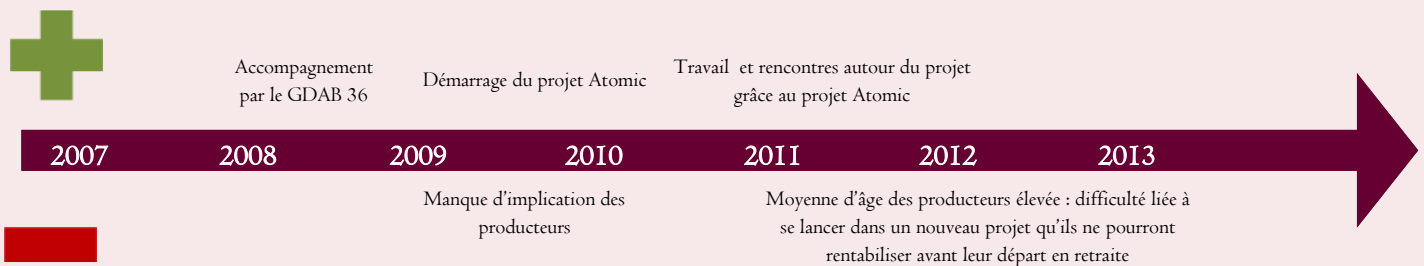 Accompagnement
par le GDAB 36
Démarrage du projet Atomic
Travail et rencontres autour du projet
grâce au projet Atomic
2007 2008 2009 2010 2011 2012 2013
Manque d'implication des
producteurs
Moyenne d'âge des producteurs élevée : difficulté liée à
se lancer dans un nouveau projet qu'ils ne pourront
rentabiliser avant leur départ en retraite